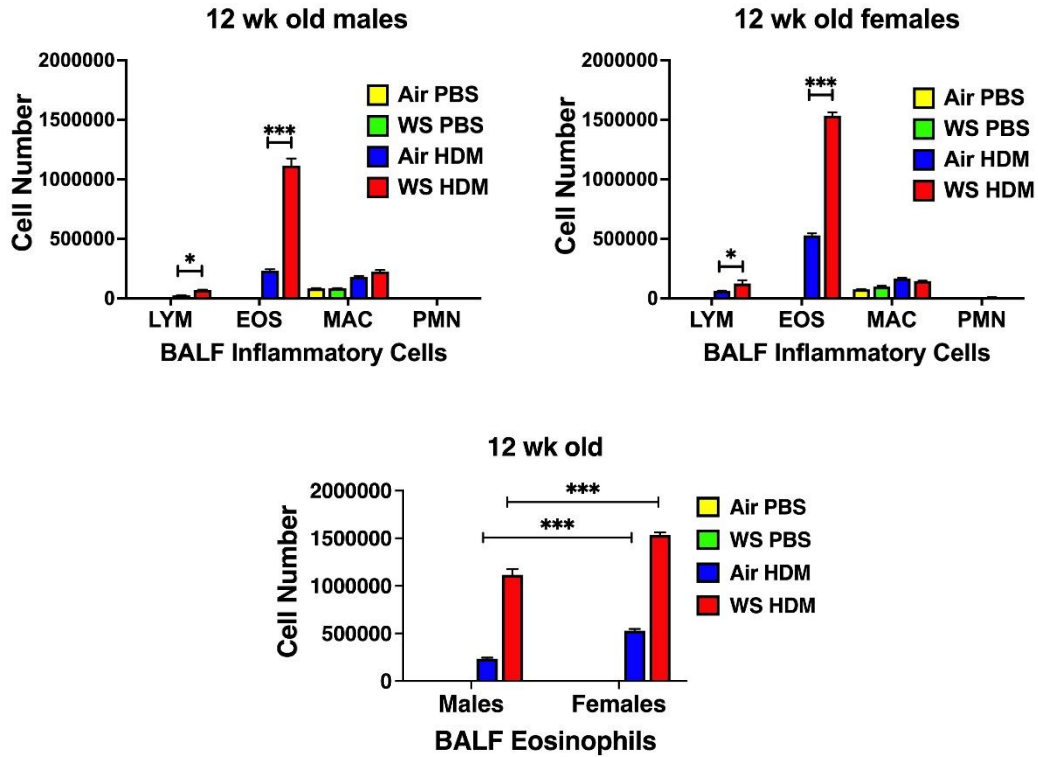 12 wk old males
Cell Number
2000000
1500000
1000000
500000
0
***
*
Air PBS
WS PBS
Air HDM
WS HDM
LYM EOS MAC PMN
BALF Inflammatory Cells
12 wk old females
Cell Number
2000000
1500000
1000000
500000
0
***
*
Air PBS
WS PBS
Air HDM
WS HDM
LYM EOS MAC PMN
BALF Inflammatory Cells
12 wk old
Cell Number
2000000
1500000
1000000
500000
0
***
***
Air PBS
WS PBS
Air HDM
WS HDM
Males Females
BALF Eosinophils